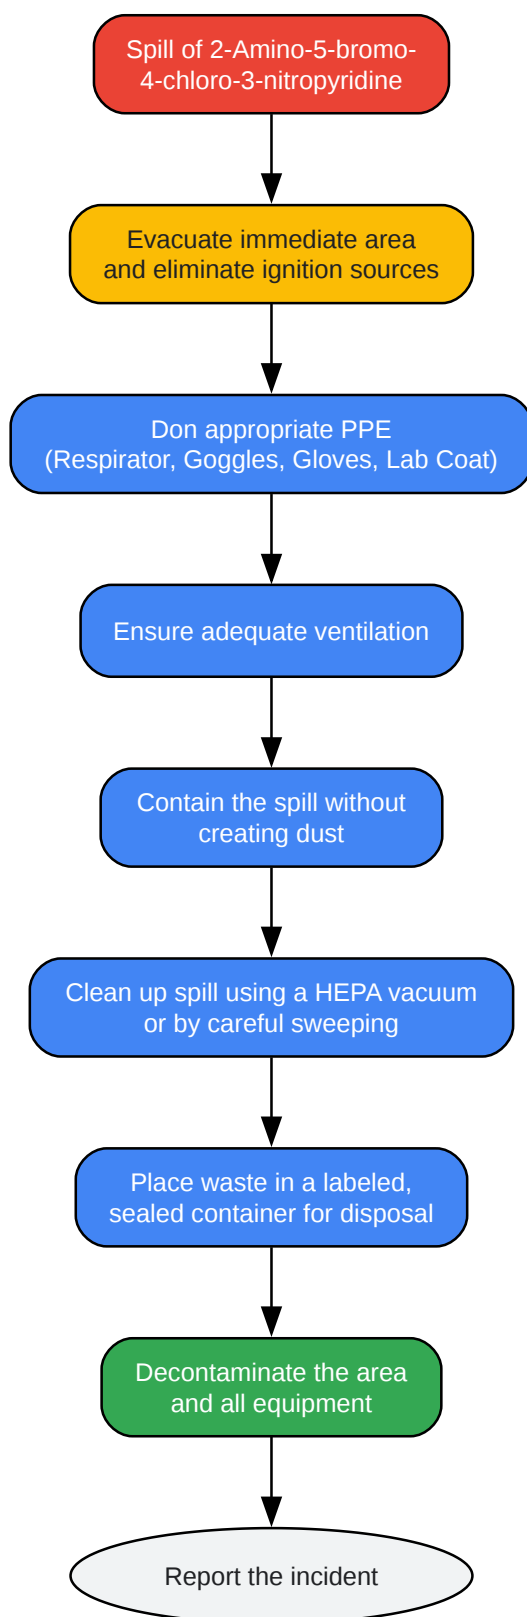 Spill of 2-Amino-5-bromo-
4-chloro-3-nitropyridine
Evacuate immediate area
and eliminate ignition sources
Don appropriate PPE
(Respirator, Goggles, Gloves, Lab Coat)
Ensure adequate ventilation
Contain the spill without
creating dust
Clean up spill using a HEPA vacuum
or by careful sweeping
Place waste in a labeled,
sealed container for disposal
Decontaminate the area
and all equipment
Report the incident